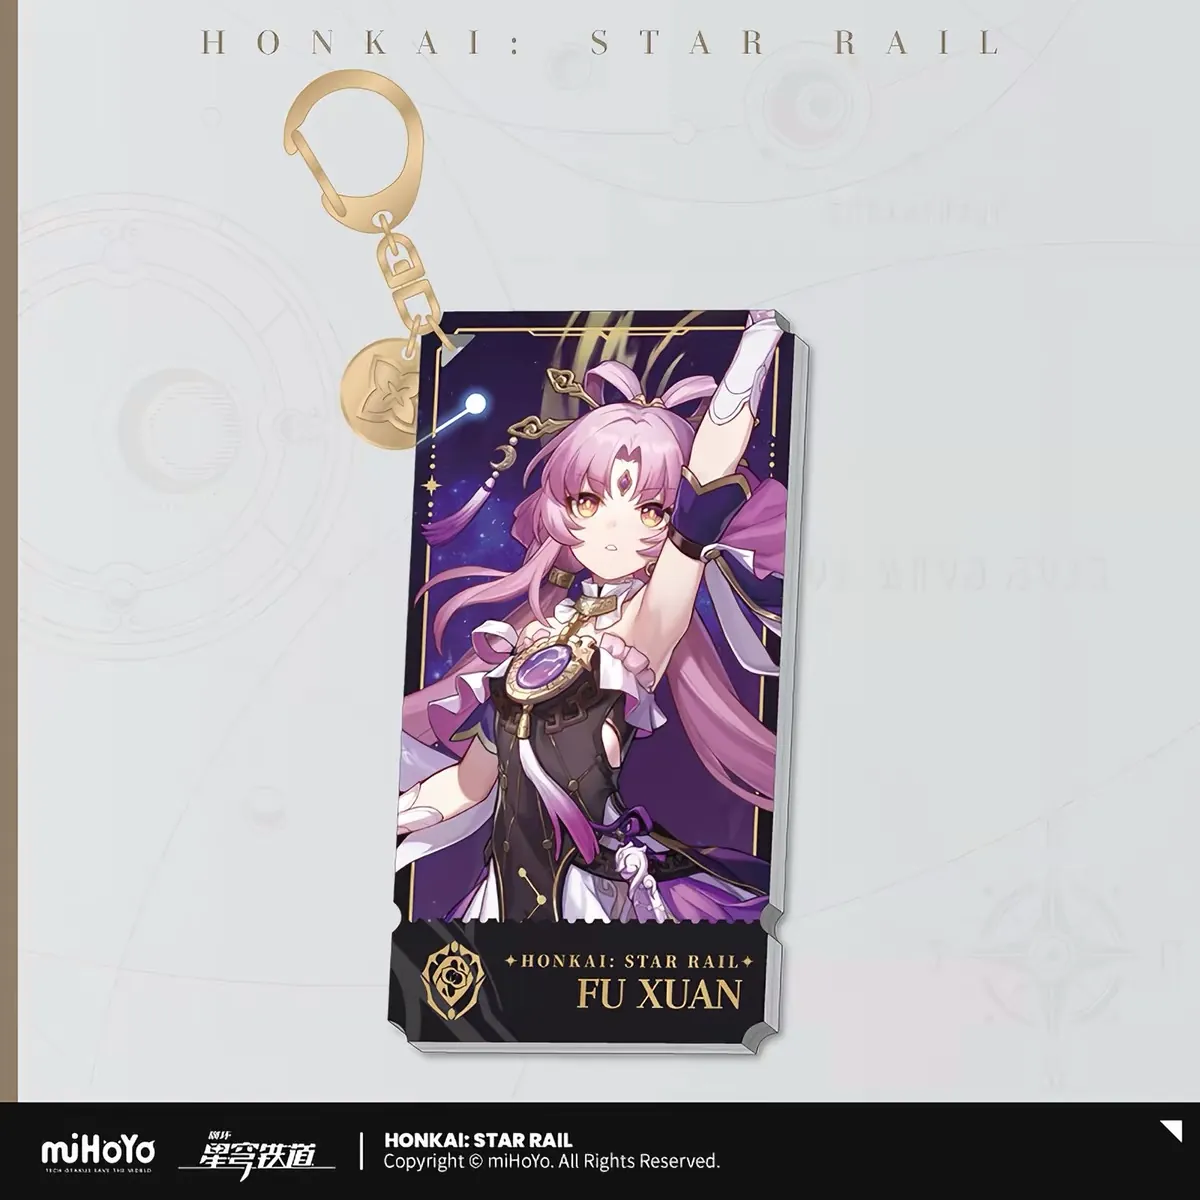 HONKAI: STAR RAIL
✦HONKAI: STAR RAIL✦
FU XUAN
miHoYo
TECH OTAKUS SAVE THE WORLD
崩坏
星穹铁道
HONKAI: STAR RAIL
Copyright © miHoYo. All Rights Reserved.